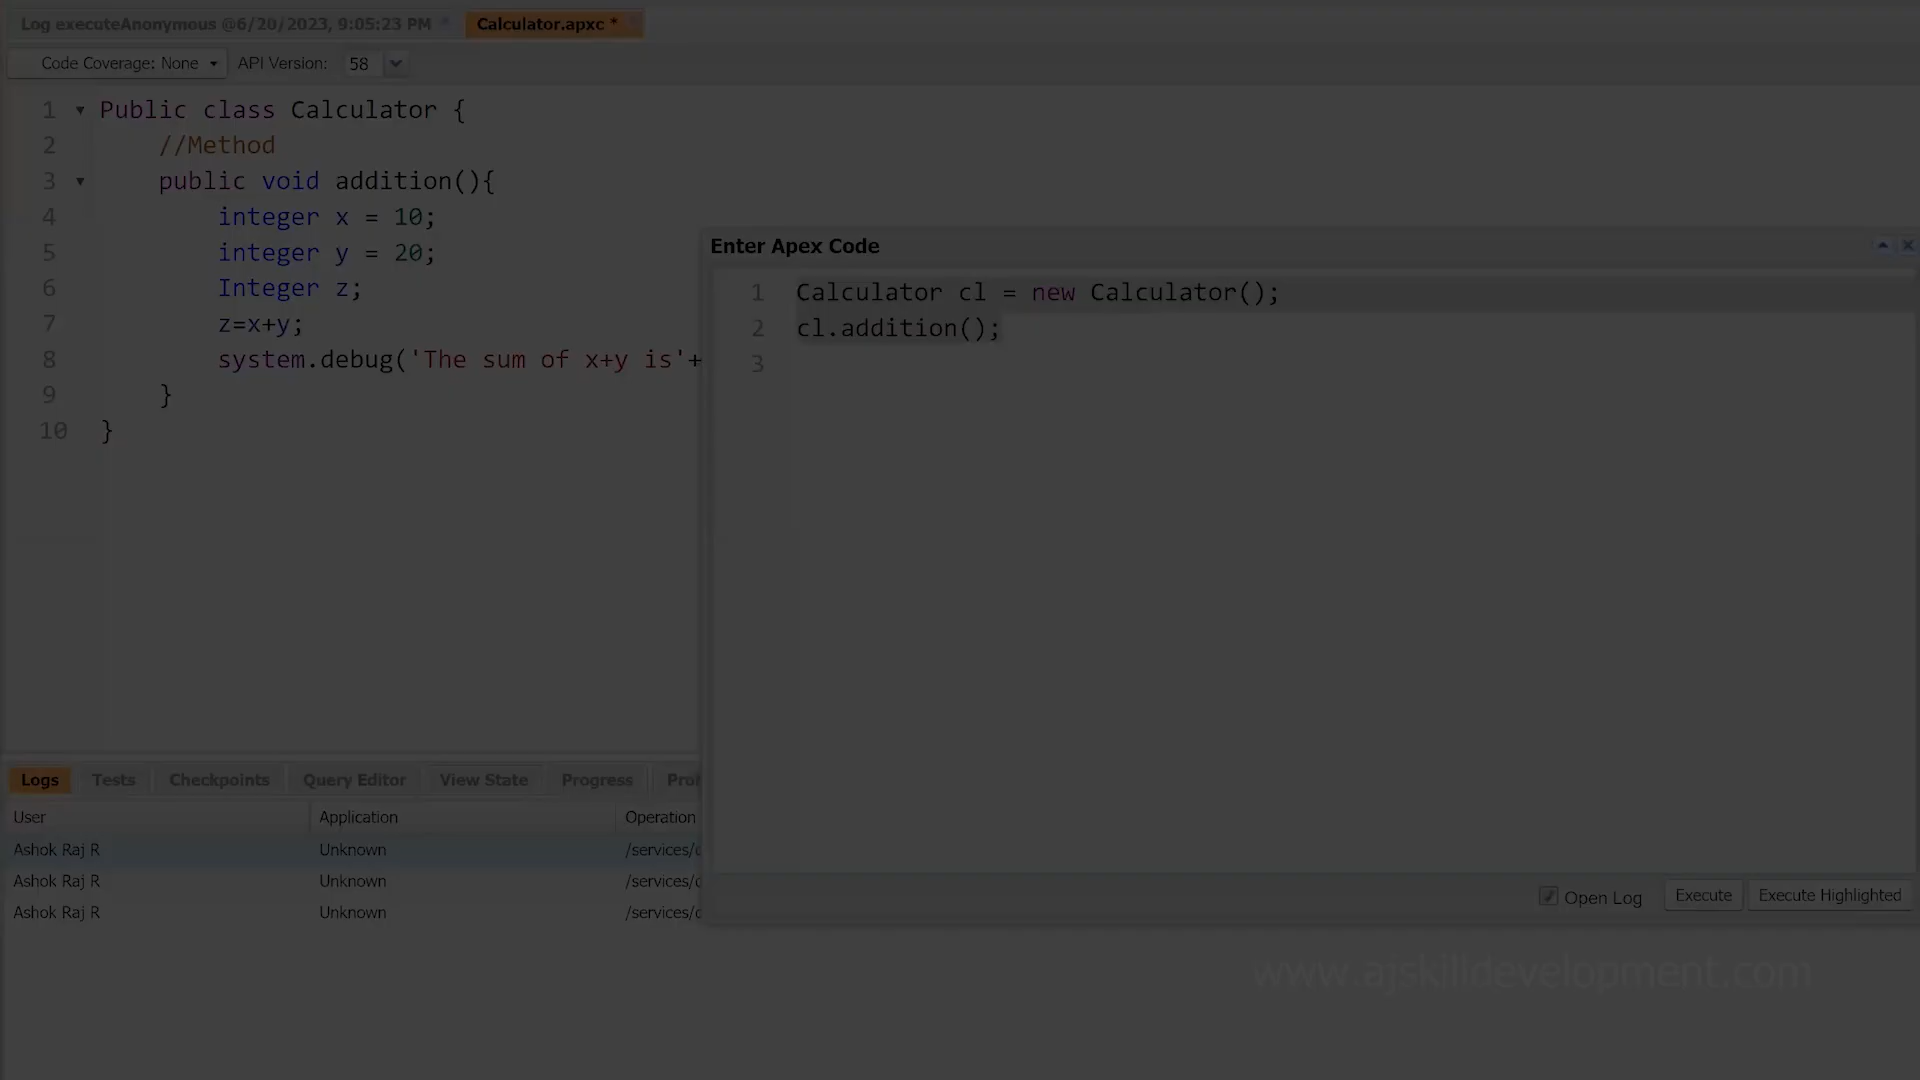 Log executeAnonymous @6/20/2023, 9:05:23 PM
Calculator.apxc *
Code Coverage: None
API Version: 58
1 Public class Calculator {
2 //Method
3 public void addition(){
4 integer x = 10;
5 integer y = 20;
6 Integer z;
7 z=x+y;
8 system.debug('The sum of x+y is'+
9 }
10 }
Enter Apex Code
1 Calculator cl = new Calculator();
2 cl.addition();
3
Open Log
Execute
Execute Highlighted
Logs Tests Checkpoints Query Editor View State Progress
User Application Operation
Ashok Raj R Unknown /services/
Ashok Raj R Unknown /services/
Ashok Raj R Unknown /services/
www.ajskilldevelopment.com